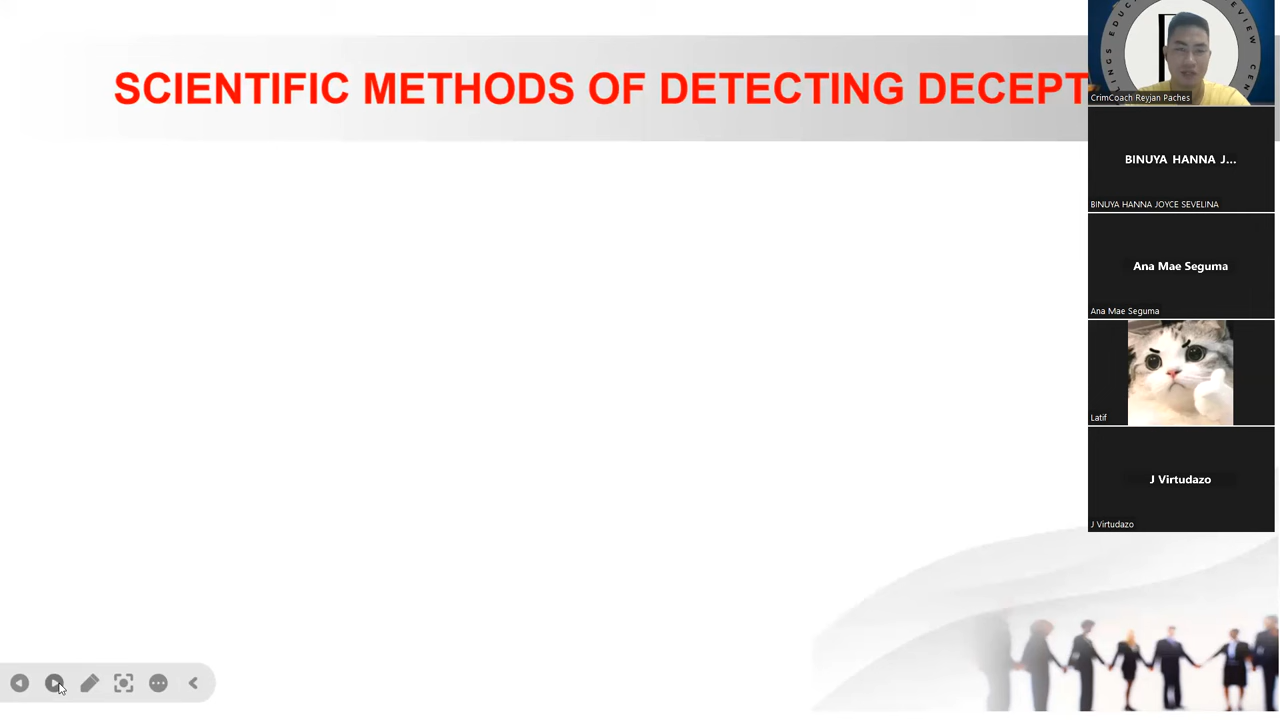 SCIENTIFIC METHODS OF DETECTING DECEPT
CrimCoach Reyjan Paches
BINUYA HANNA J...
BINUYA HANNA JOYCE SEVELINA
Ana Mae Seguma
Ana Mae Seguma
Latif
J Virtudazo
J Virtudazo